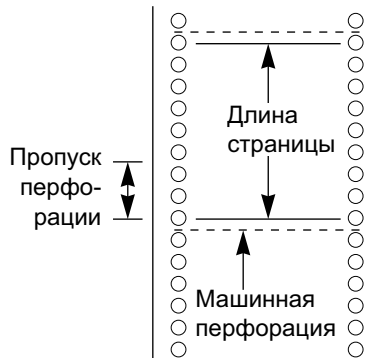 Длина
страницы
Пропуск
перфо-
рации
Машинная
перфорация